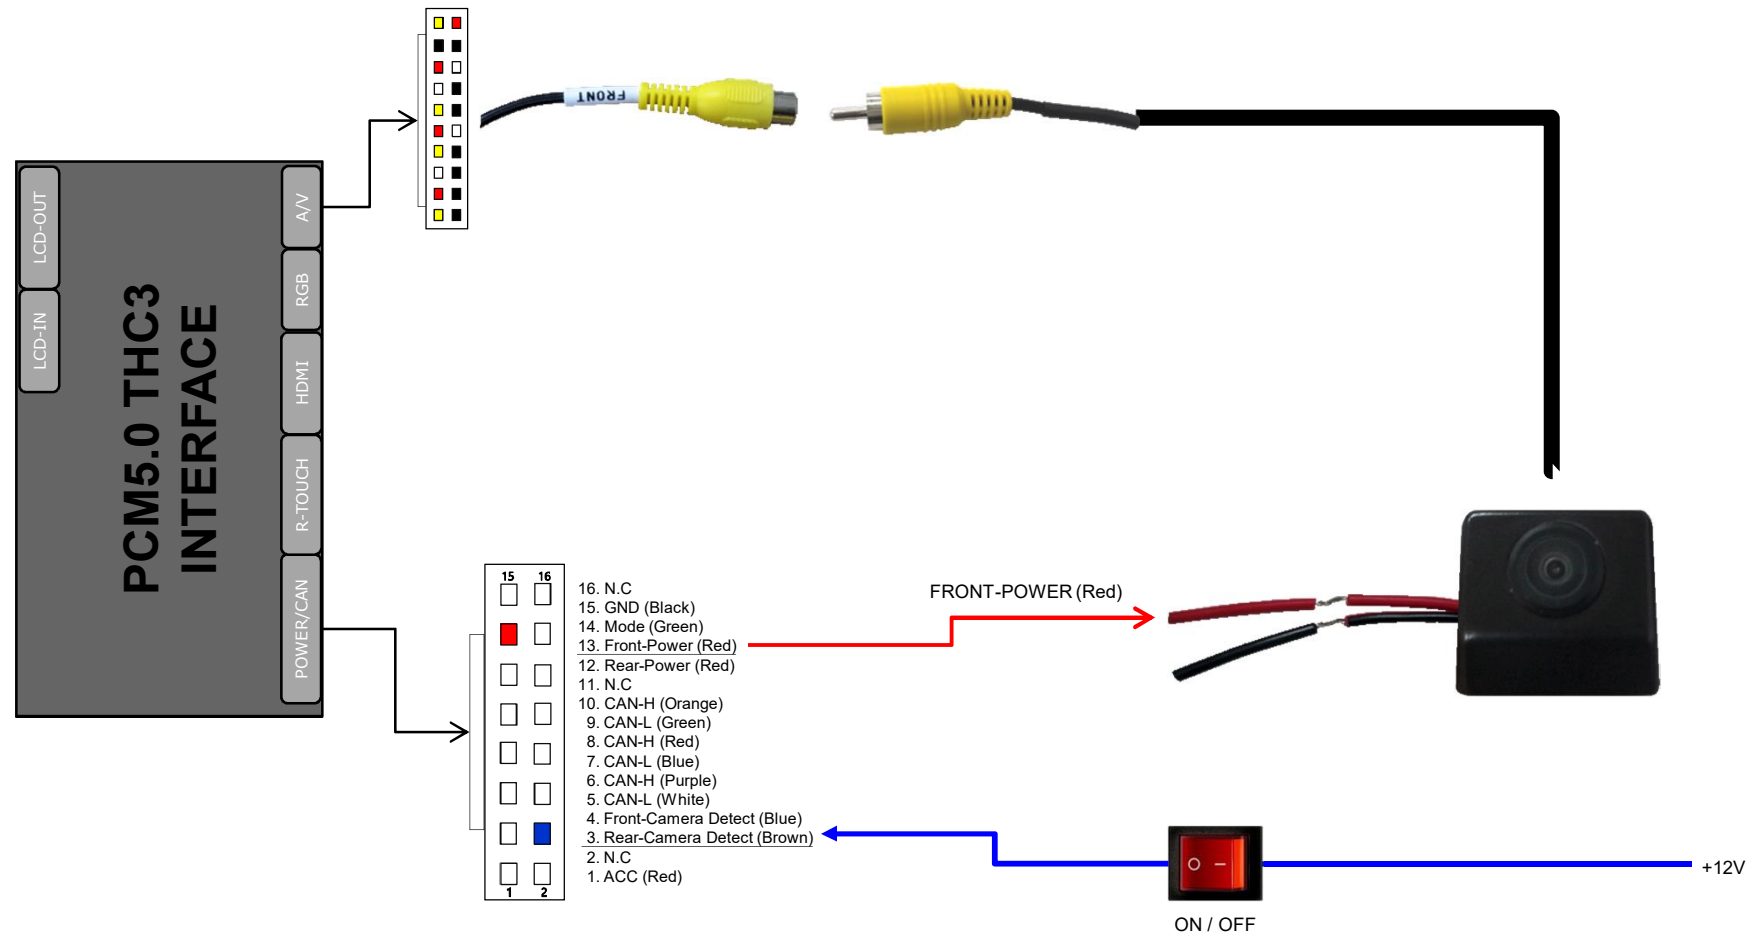 FRONT
LCD-OUT
LCD-IN
PCM5.0 THC3
INTERFACE
A/V
RGB
HDMI
R-TOUCH
POWER/CAN
15
16
1
2
16. N.C
15. GND (Black)
14. Mode (Green)
13. Front-Power (Red)
12. Rear-Power (Red)
11. N.C
10. CAN-H (Orange)
9. CAN-L (Green)
8. CAN-H (Red)
7. CAN-L (Blue)
6. CAN-H (Purple)
5. CAN-L (White)
4. Front-Camera Detect (Blue)
3. Rear-Camera Detect (Brown)
2. N.C
1. ACC (Red)
FRONT-POWER (Red)
+12V
ON / OFF